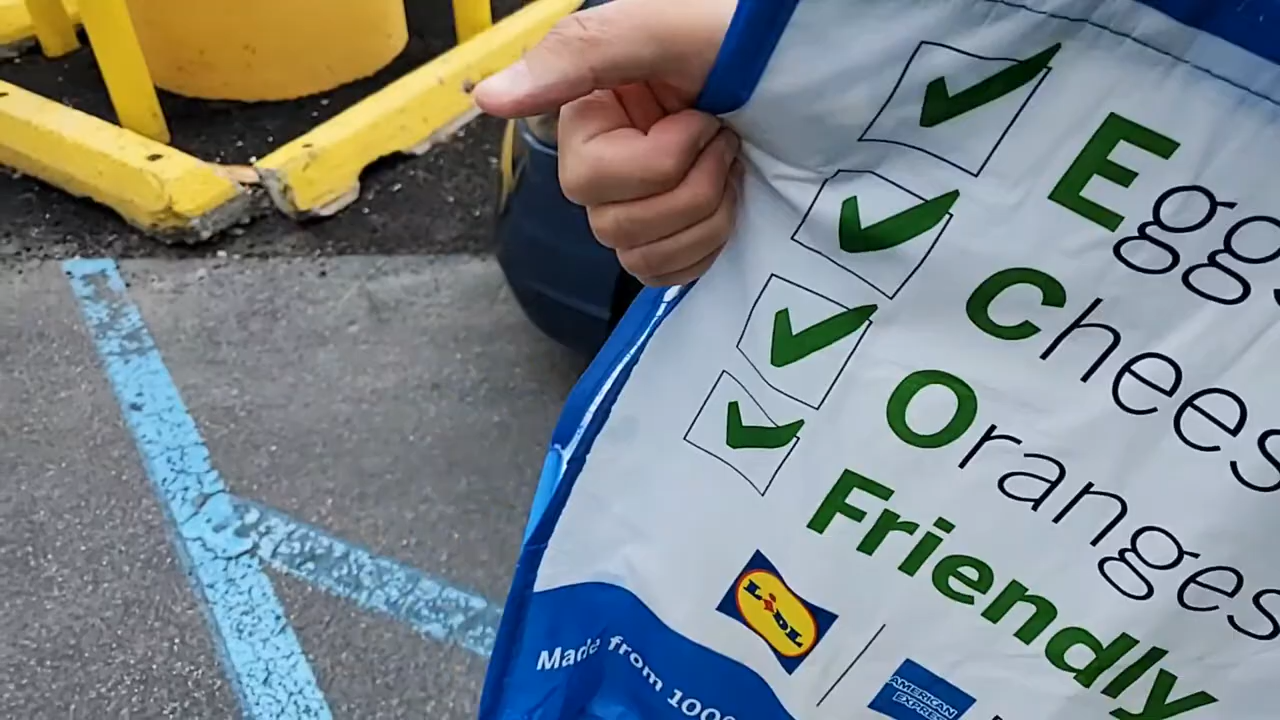 Eggs
Cheese
Oranges
Friendly
LIDL
AMERICAN EXPRESS
Made from 100%